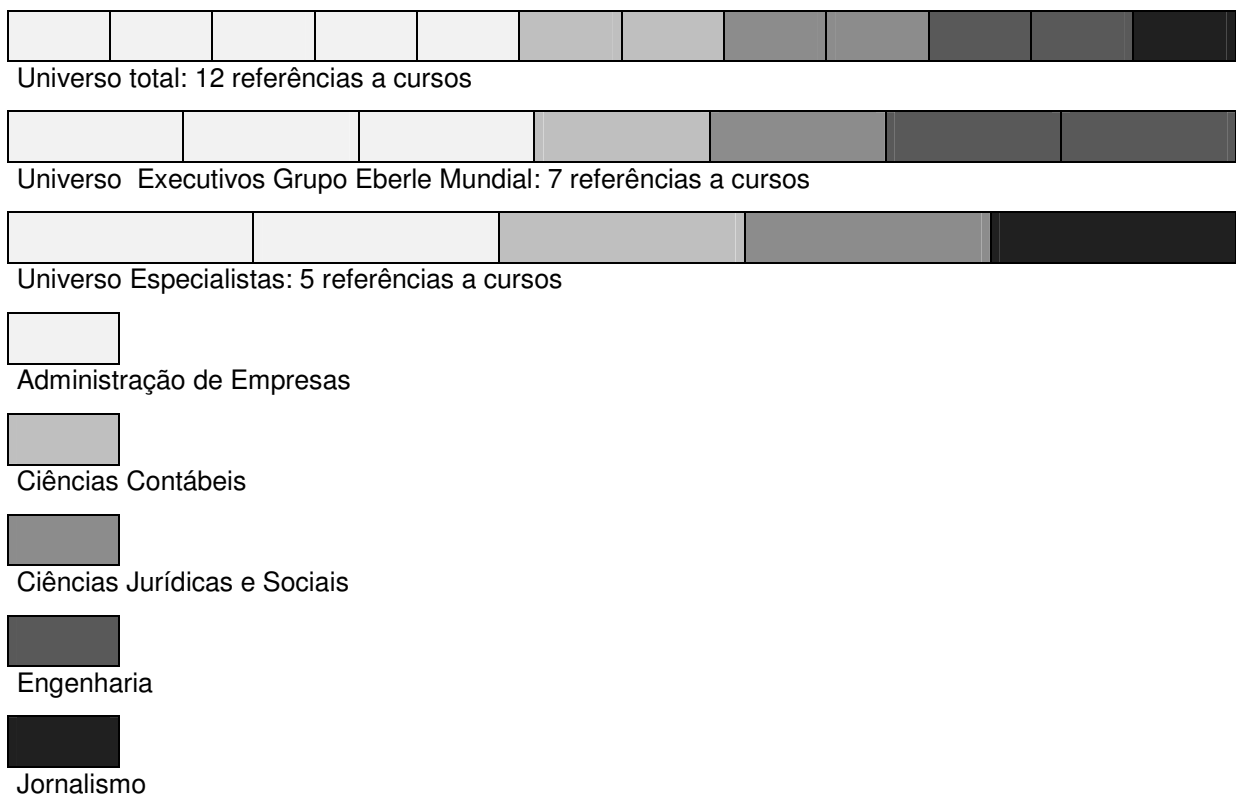 Universo total: 12 referências a cursos
Universo Executivos Grupo Eberle Mundial: 7 referências a cursos
Universo Especialistas: 5 referências a cursos
Administração de Empresas
Ciências Contábeis
Ciências Jurídicas e Sociais
Engenharia
Jornalismo